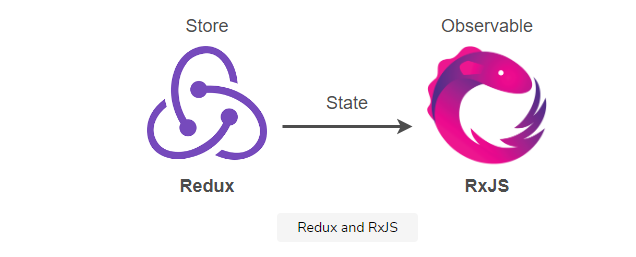 Store
Observable
State
Redux
RxJS
Redux and RxJS